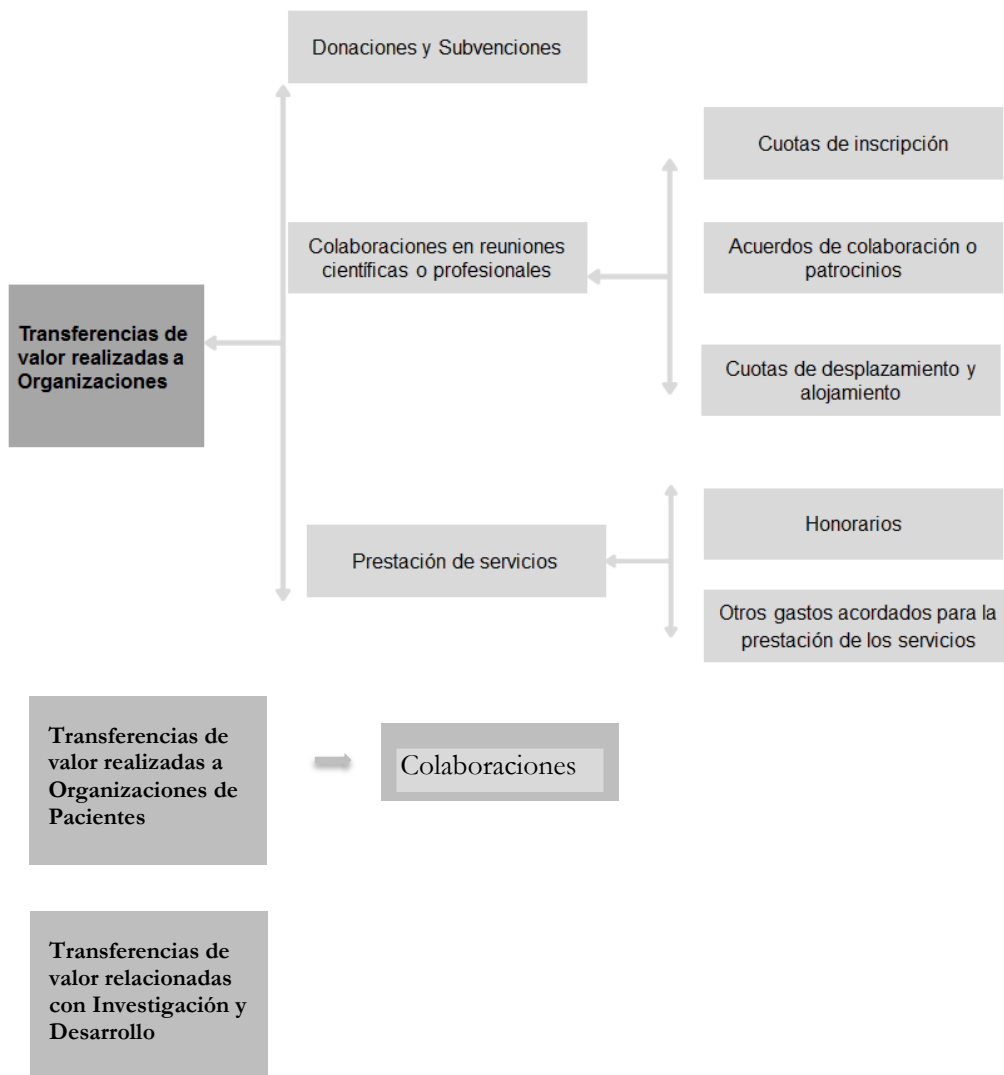 Donaciones y Subvenciones
Cuotas de inscripción
Colaboraciones en reuniones
científicas o profesionales
Acuerdos de colaboración o
patrocinios
Transferencias de
valor realizadas a
Organizaciones
Cuotas de desplazamiento y
alojamiento
Honorarios
Prestación de servicios
Otros gastos acordados para la
prestación de los servicios
Transferencias de
valor realizadas a
Organizaciones de
Pacientes
Colaboraciones
Transferencias de
valor relacionadas
con Investigación y
Desarrollo